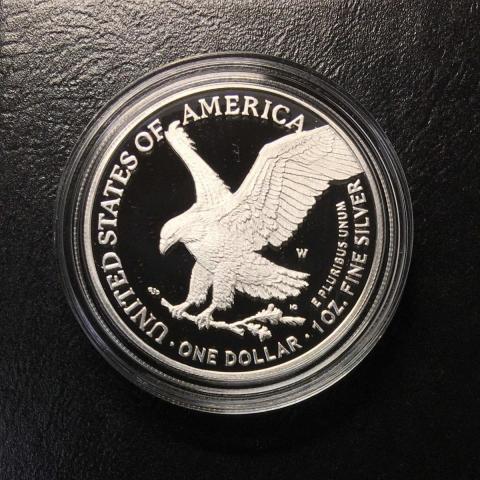 UNITED STATES OF AMERICA
W
E PLURIBUS UNUM
1 OZ. FINE SILVER
· ONE DOLLAR ·